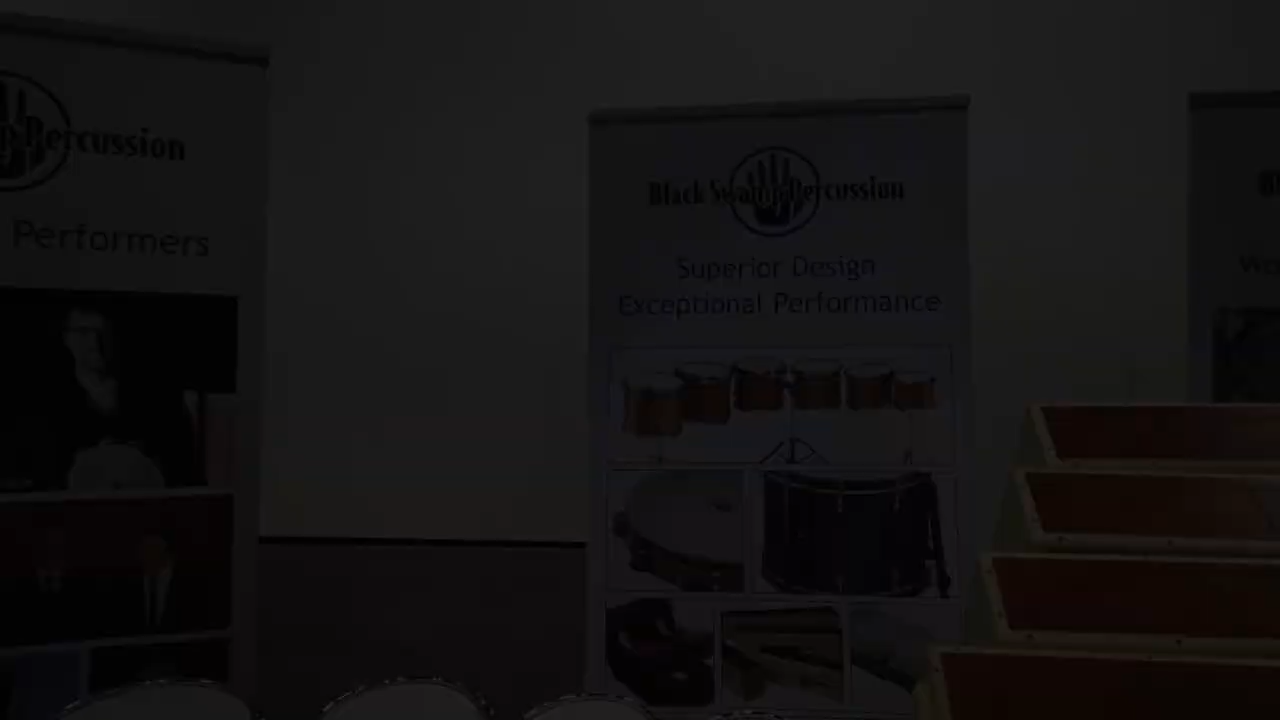 Percussion
Performers
Black Swamp Percussion
Superior Design
Exceptional Performance